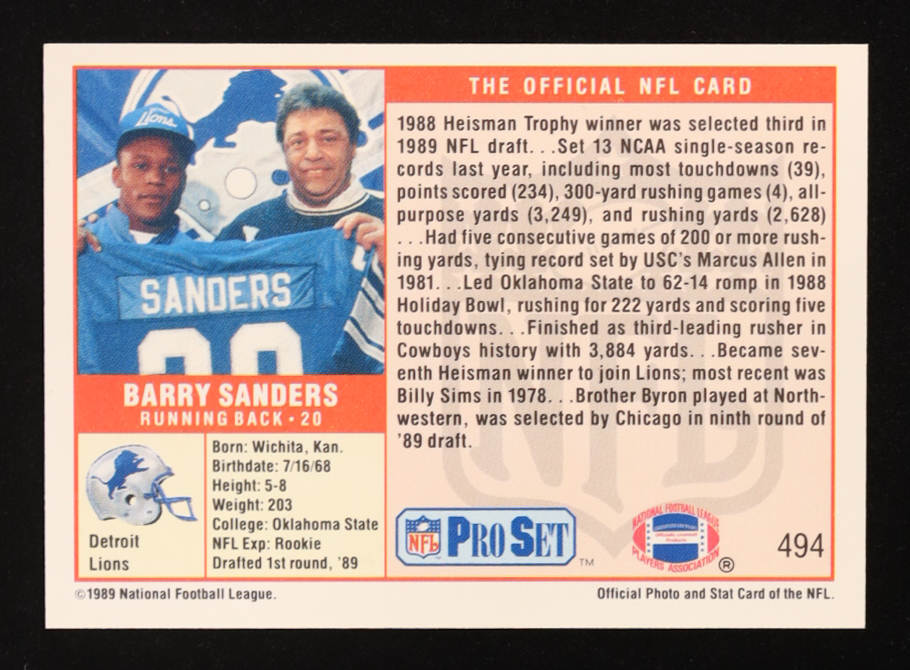 THE OFFICIAL NFL CARD
1988 Heisman Trophy winner was selected third in
1989 NFL draft. . .Set 13 NCAA single-season re-
cords last year, including most touchdowns (39),
points scored (234), 300-yard rushing games (4), all-
purpose yards (3,249), and rushing yards (2,628)
. . .Had five consecutive games of 200 or more rush-
ing yards, tying record set by USC's Marcus Allen in
1981. . .Led Oklahoma State to 62-14 romp in 1988
Holiday Bowl, rushing for 222 yards and scoring five
touchdowns. . .Finished as third-leading rusher in
Cowboys history with 3,884 yards. . .Became sev-
enth Heisman winner to join Lions; most recent was
Billy Sims in 1978. . .Brother Byron played at North-
western, was selected by Chicago in ninth round of
'89 draft.
NFL
Lions
SANDERS
20
BARRY SANDERS
RUNNING BACK • 20
Detroit
Lions
Born: Wichita, Kan.
Birthdate: 7/16/68
Height: 5-8
Weight: 203
College: Oklahoma State
NFL Exp: Rookie
Drafted 1st round, '89
NFL PRO SET ™
NATIONAL FOOTBALL LEAGUE
Officially Licensed
Product
PLAYERS ASSOCIATION ®
494
©1989 National Football League.
Official Photo and Stat Card of the NFL.